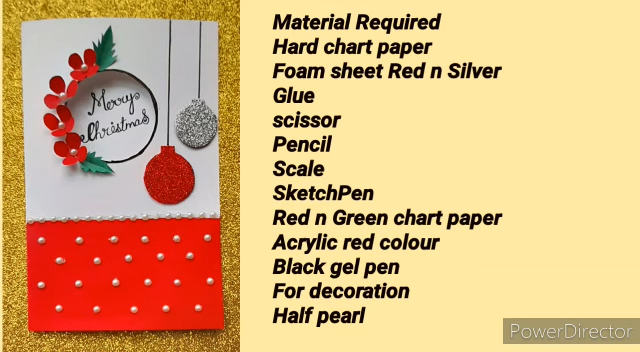 Merry
Christmas
Material Required
Hard chart paper
Foam sheet Red n Silver
Glue
scissor
Pencil
Scale
SketchPen
Red n Green chart paper
Acrylic red colour
Black gel pen
For decoration
Half pearl
PowerDirector